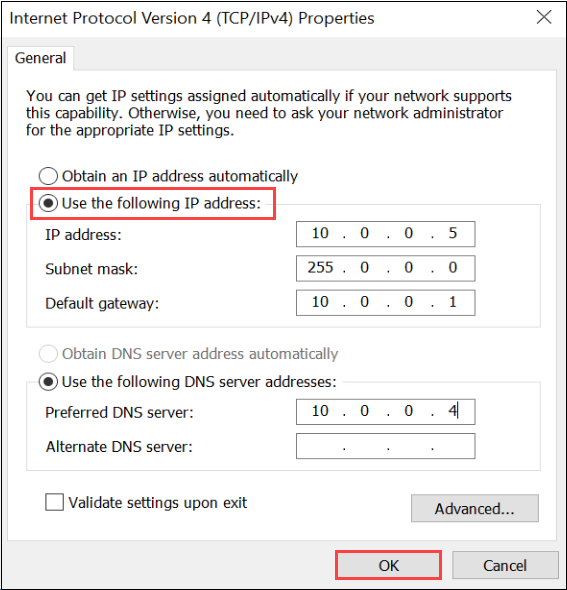 Internet Protocol Version 4 (TCP/IPv4) Properties
General
You can get IP settings assigned automatically if your network supports
this capability. Otherwise, you need to ask your network administrator
for the appropriate IP settings.
Obtain an IP address automatically
Use the following IP address:
IP address: 10 . 0 . 0 . 5
Subnet mask: 255 . 0 . 0 . 0
Default gateway: 10 . 0 . 0 . 1
Obtain DNS server address automatically
Use the following DNS server addresses:
Preferred DNS server: 10 . 0 . 0 . 4
Alternate DNS server: . . .
Validate settings upon exit
Advanced...
OK Cancel